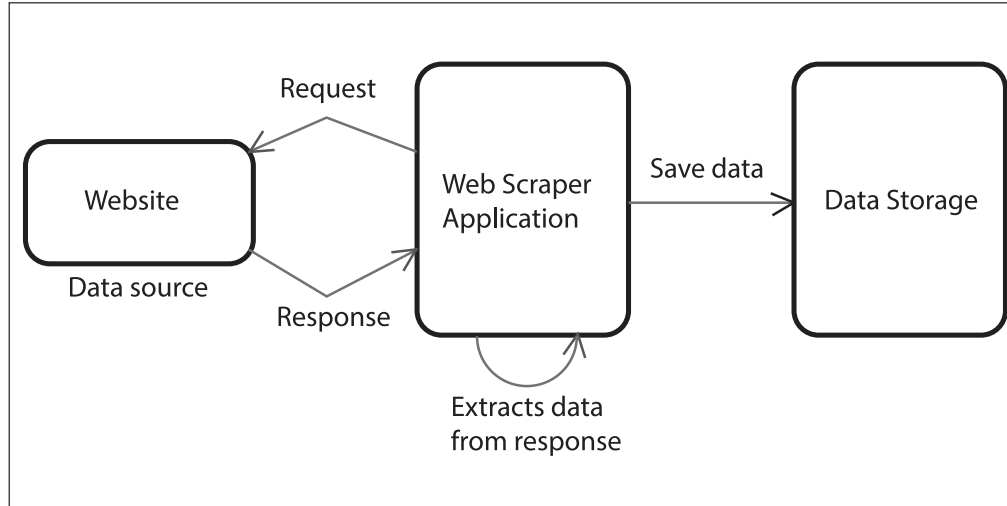 Request
Website
Data source
Response
Web Scraper
Application
Extracts data
from response
Save data
Data Storage